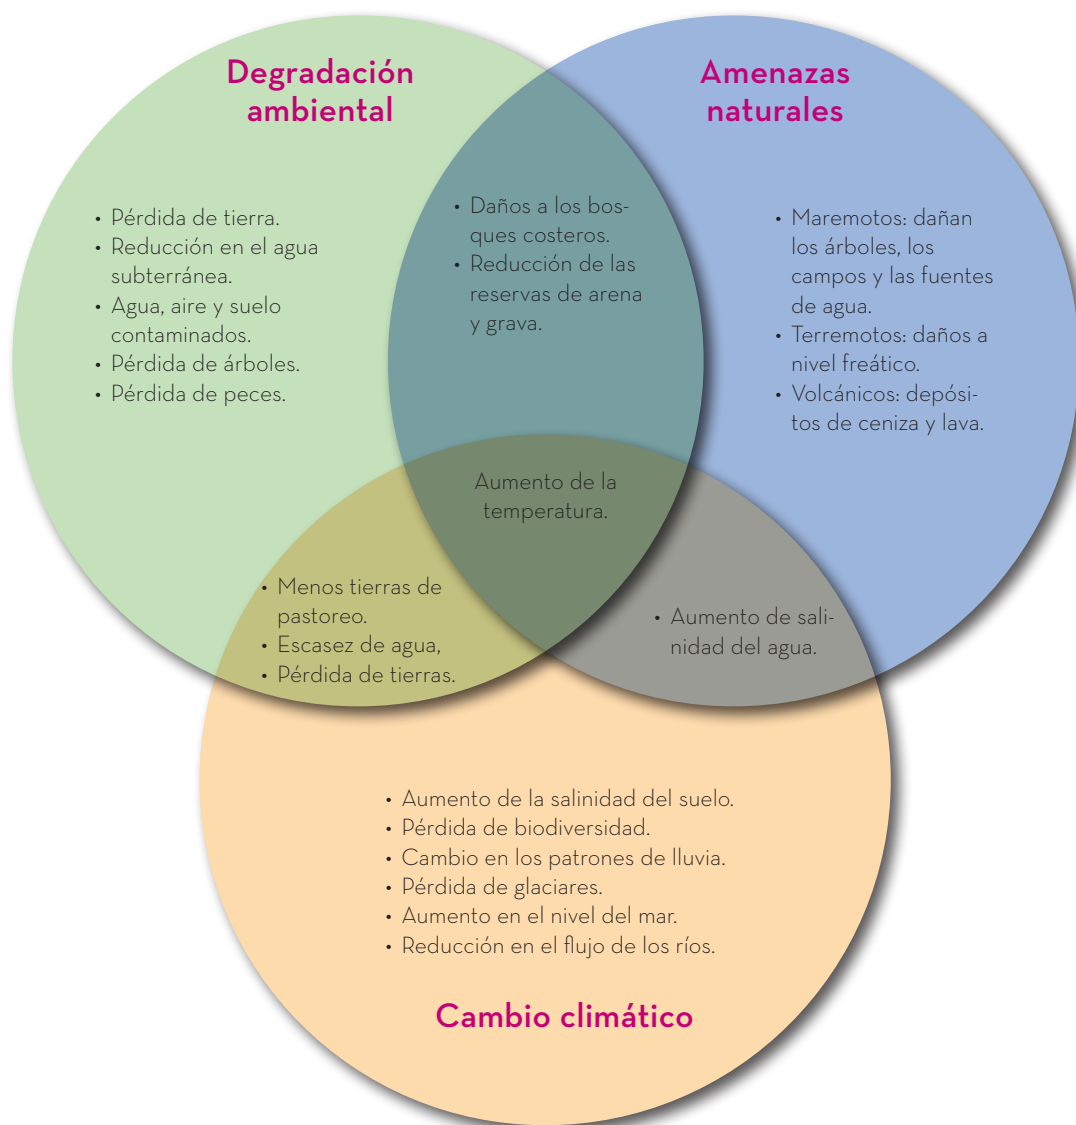 Degradación
ambiental
Amenazas
naturales
• Pérdida de tierra.
• Reducción en el agua
subterránea.
• Agua, aire y suelo
contaminados.
• Pérdida de árboles.
• Pérdida de peces.
• Daños a los bos-
ques costeros.
• Reducción de las
reservas de arena
y grava.
• Maremotos: dañan
los árboles, los
campos y las fuentes
de agua.
• Terremotos: daños a
nivel freático.
• Volcánicos: depósi-
tos de ceniza y lava.
Aumento de la
temperatura.
• Menos tierras de
pastoreo.
• Escasez de agua,
• Pérdida de tierras.
• Aumento de sali-
nidad del agua.
• Aumento de la salinidad del suelo.
• Pérdida de biodiversidad.
• Cambio en los patrones de lluvia.
• Pérdida de glaciares.
• Aumento en el nivel del mar.
• Reducción en el flujo de los ríos.
Cambio climático